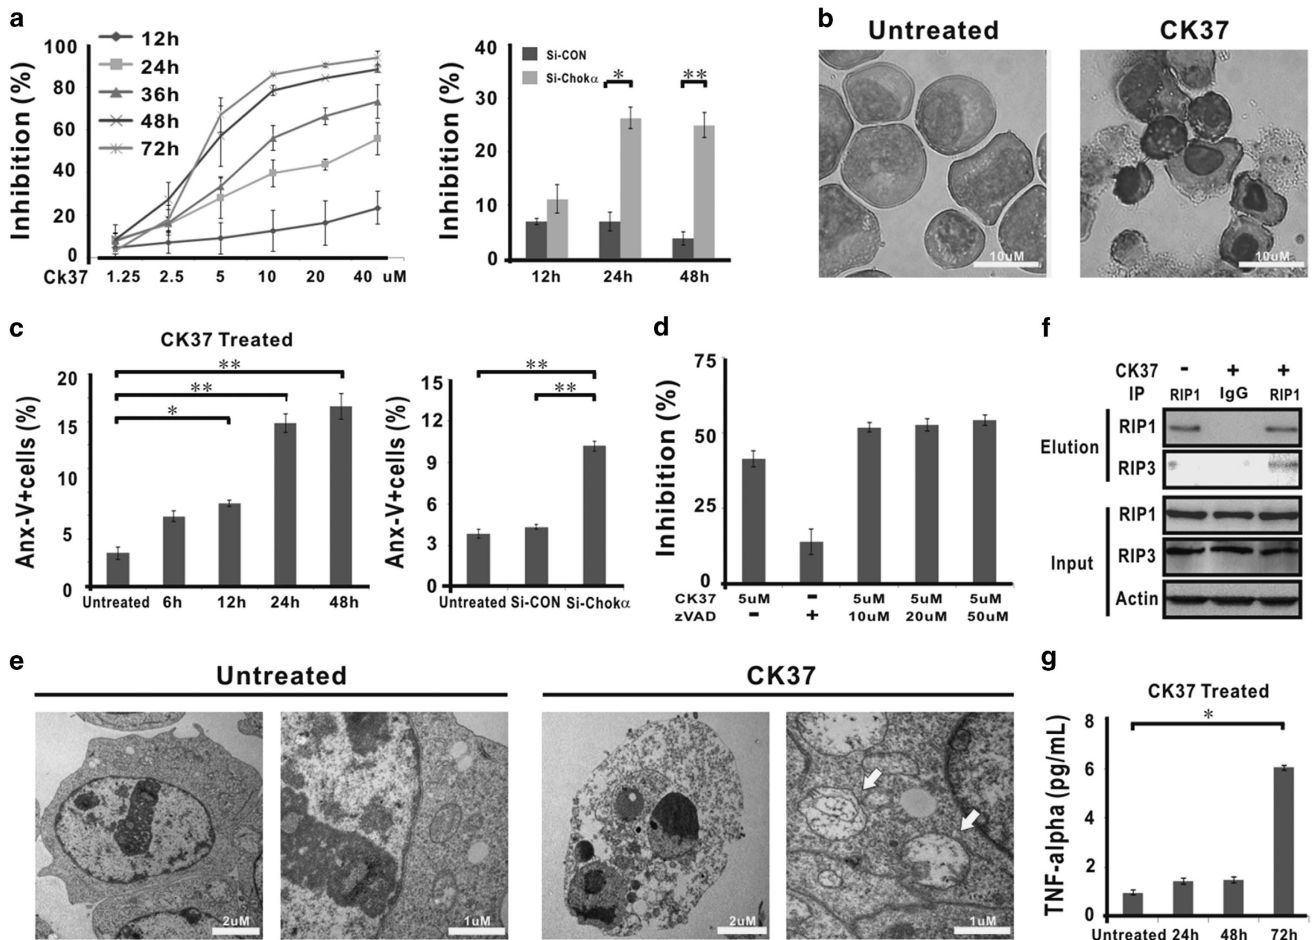 a
100
80
60
40
20
0
Inhibition (%)
12h
24h
36h
48h
72h
Ck37 1.25 2.5 5 10 20 40 uM
40
30
20
10
0
Inhibition (%)
Si-CON
Si-Chokα
*
**
12h 24h 48h
b
Untreated
CK37
10uM
10uM
c
CK37 Treated
**
**
*
20
15
10
5
0
Anx-V+cells (%)
Untreated 6h 12h 24h 48h
**
**
15
12
9
6
3
0
Anx-V+cells (%)
Untreated Si-CON Si-Chokα
d
75
50
25
0
Inhibition (%)
CK37 5uM - 5uM 5uM 5uM
zVAD - + 10uM 20uM 50uM
f
CK37 - + +
IP RIP1 IgG RIP1
Elution
RIP1
RIP3
Input
RIP1
RIP3
Actin
e
Untreated
CK37
2uM
1uM
2uM
1uM
g
CK37 Treated
*
8
6
4
2
0
TNF-alpha (pg/mL)
Untreated 24h 48h 72h